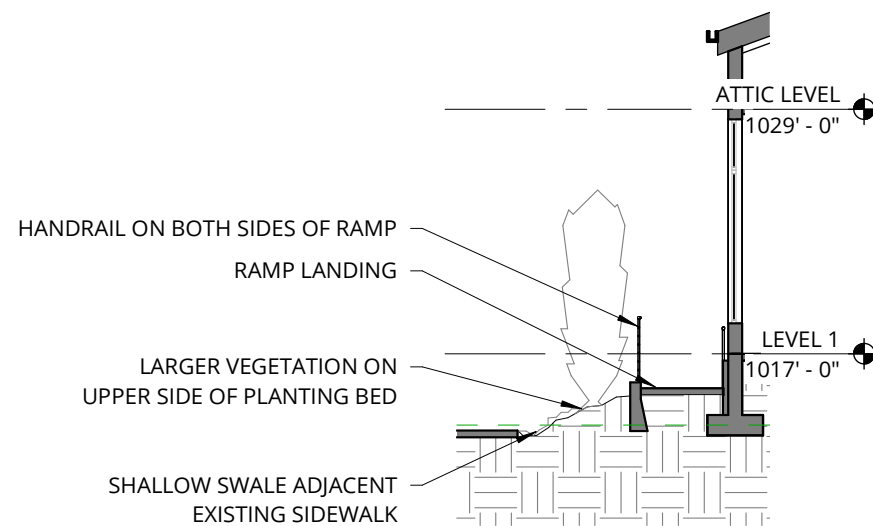 ATTIC LEVEL
1029' - 0"
HANDRAIL ON BOTH SIDES OF RAMP
RAMP LANDING
LEVEL 1
1017' - 0"
LARGER VEGETATION ON
UPPER SIDE OF PLANTING BED
SHALLOW SWALE ADJACENT
EXISTING SIDEWALK